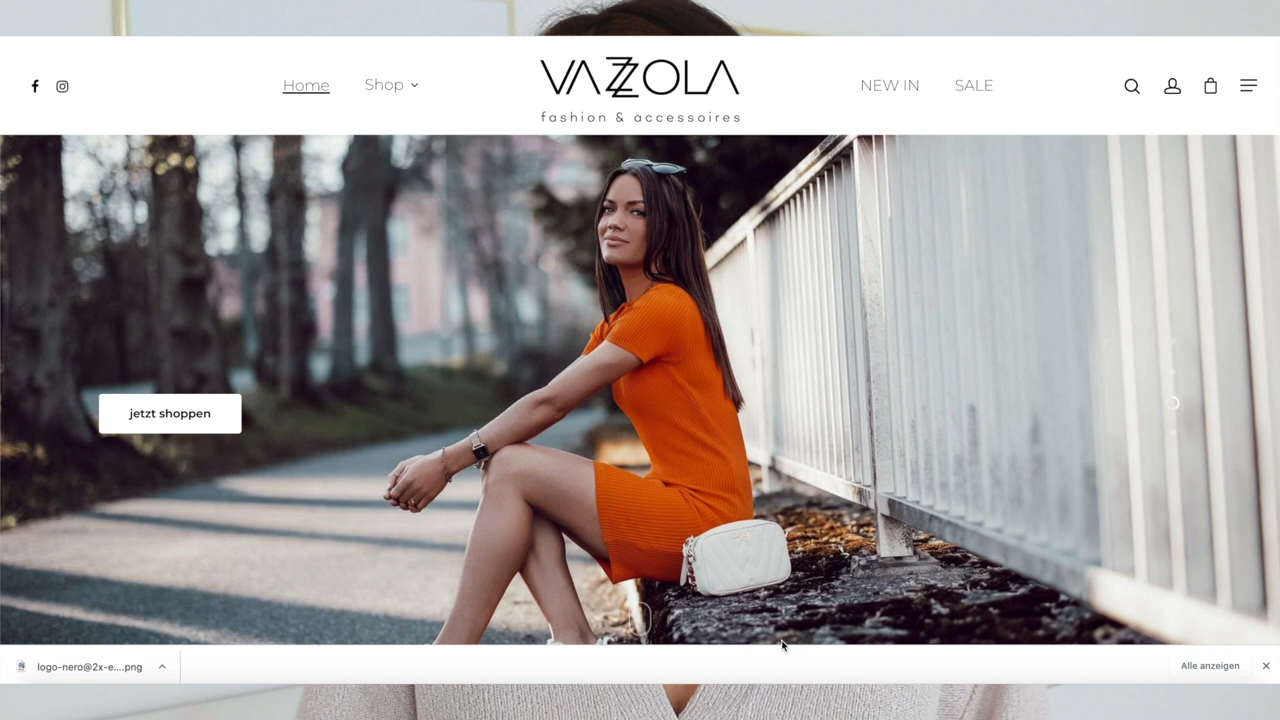 Home
Shop
VAZZOLA
fashion & accessoires
NEW IN
SALE
jetzt shoppen
logo-nero@2x-e....png
Alle anzeigen